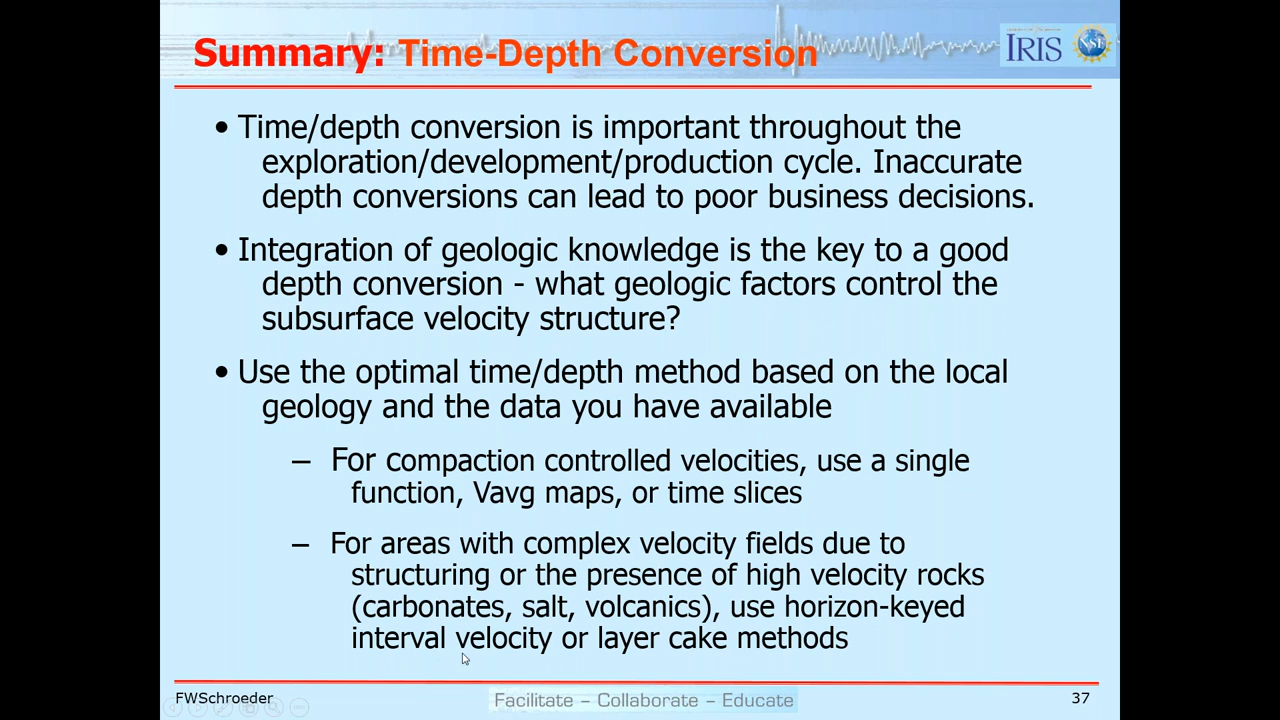 Summary: Time-Depth Conversion
IRIS
NSF
• Time/depth conversion is important throughout the
exploration/development/production cycle. Inaccurate
depth conversions can lead to poor business decisions.
• Integration of geologic knowledge is the key to a good
depth conversion - what geologic factors control the
subsurface velocity structure?
• Use the optimal time/depth method based on the local
geology and the data you have available
– For compaction controlled velocities, use a single
function, Vavg maps, or time slices
– For areas with complex velocity fields due to
structuring or the presence of high velocity rocks
(carbonates, salt, volcanics), use horizon-keyed
interval velocity or layer cake methods
FWSchroeder
Facilitate – Collaborate – Educate
37